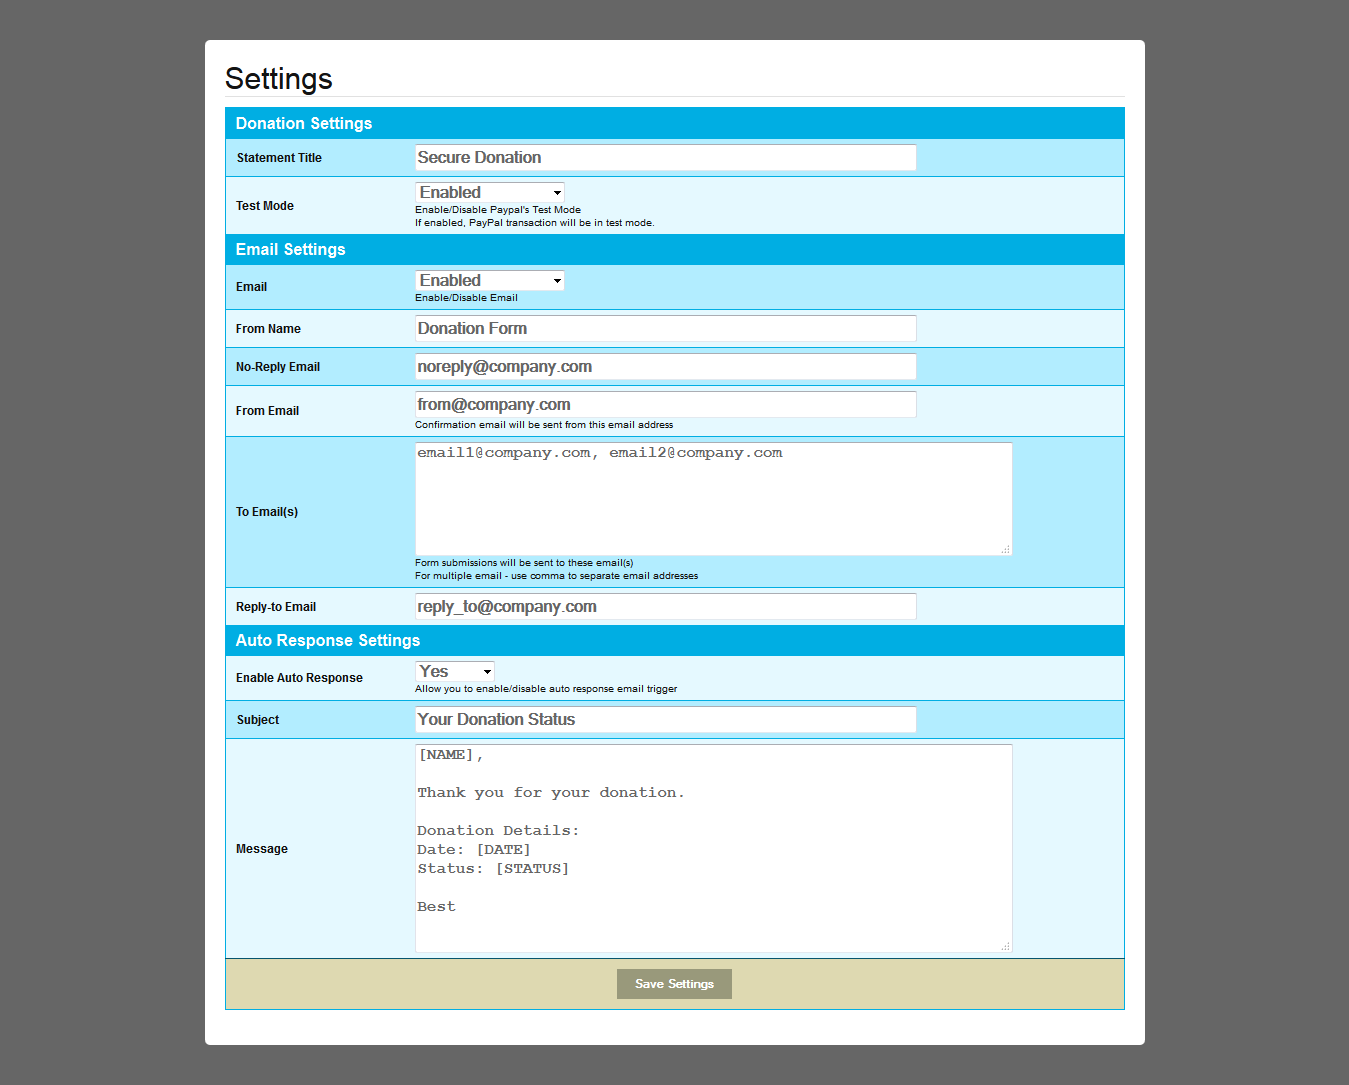 Settings
Donation Settings
Statement Title
Secure Donation
Test Mode
Enabled
Enable/Disable Paypal's Test Mode
If enabled, PayPal transaction will be in test mode.
Email Settings
Email
Enabled
Enable/Disable Email
From Name
Donation Form
No-Reply Email
noreply@company.com
From Email
from@company.com
Confirmation email will be sent from this email address
To Email(s)
email1@company.com, email2@company.com
Form submissions will be sent to these email(s)
For multiple email - use comma to separate email addresses
Reply-to Email
reply_to@company.com
Auto Response Settings
Enable Auto Response
Yes
Allow you to enable/disable auto response email trigger
Subject
Your Donation Status
Message
[NAME],
Thank you for your donation.
Donation Details:
Date: [DATE]
Status: [STATUS]
Best
Save Settings